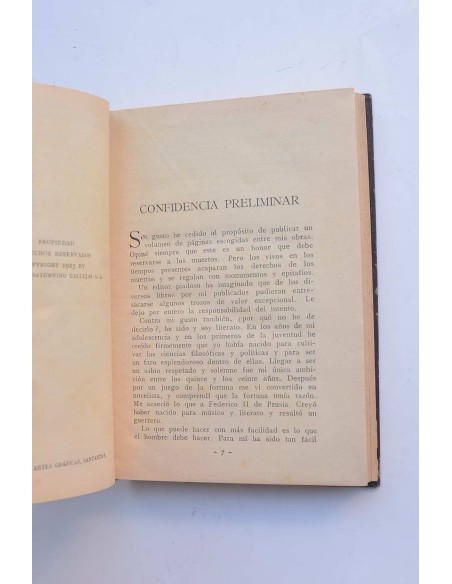 PROPIEDAD
RECHOS RESERVADOS
PYRIGHT 1923 BY
SATURNINO CALLEJA S.A
ARTES GRÁFICAS, SANTANDER
CONFIDENCIA PRELIMINAR
SIN gusto he cedido al propósito de publicar un
volumen de páginas escogidas entre mis obras.
Opiné siempre que este es un honor que debe
reservarse a los muertos. Pero los vivos en los
tiempos presentes acaparan los derechos de los
muertos y se regalan con monumentos y epitafios.
Un editor piadoso ha imaginado que de los di-
versos libros por mí publicados pudieran entre-
sacarse algunos trozos de valor excepcional. Le
dejo por entero la responsabilidad del intento.
Contra mi gusto también, ¿por qué no he de
decirlo?, he sido y soy literato. En los años de mi
adolescencia y en los primeros de la juventud he
creído firmemente que yo había nacido para culti-
var las ciencias filosóficas y políticas y para ser
un faro esplendoroso dentro de ellas. Llegar a ser
un sabio respetado y solemne fué mi única ambi-
ción entre los quince y los veinte años. Después
por un juego de la fortuna me vi convertido en
novelista, y comprendí que la fortuna tenía razón.
Me acaeció lo que a Federico II de Prusia. Creyó
haber nacido para músico y literato y resultó un
guerrero.
Lo que puede hacer con más facilidad es lo que
el hombre debe hacer. Para mí ha sido tan fácil
- 7 -